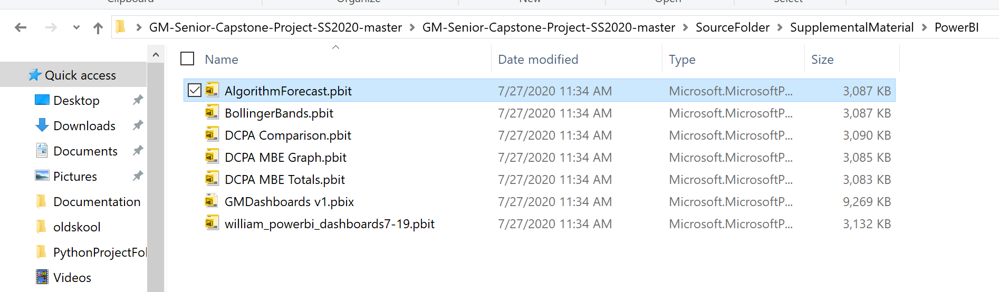 Clipboard Organize New Open Select
GM-Senior-Capstone-Project-SS2020-master > GM-Senior-Capstone-Project-SS2020-master > SourceFolder > SupplementalMaterial > PowerBI
Name Date modified Type Size
Quick access
Desktop
Downloads
Documents
Pictures
Documentation
oldskool
PythonProjectFol
Videos
AlgorithmForecast.pbit 7/27/2020 11:34 AM Microsoft.MicrosoftP... 3,087 KB
BollingerBands.pbit 7/27/2020 11:34 AM Microsoft.MicrosoftP... 3,087 KB
DCPA Comparison.pbit 7/27/2020 11:34 AM Microsoft.MicrosoftP... 3,090 KB
DCPA MBE Graph.pbit 7/27/2020 11:34 AM Microsoft.MicrosoftP... 3,085 KB
DCPA MBE Totals.pbit 7/27/2020 11:34 AM Microsoft.MicrosoftP... 3,083 KB
GMDashboards v1.pbix 7/27/2020 11:34 AM Microsoft.MicrosoftP... 9,269 KB
william_powerbi_dashboards7-19.pbit 7/27/2020 11:34 AM Microsoft.MicrosoftP... 3,132 KB